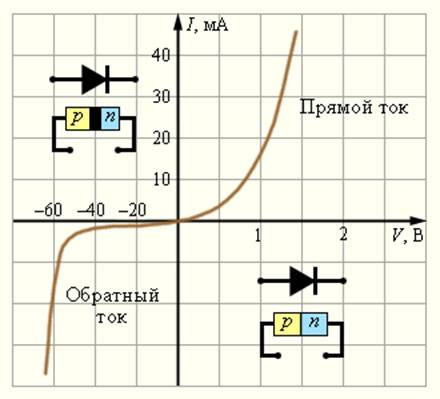 I, мА
40
30
20
10
p n
Прямой ток
−60 −40 −20
1 2 V, В
Обратный
ток
p n